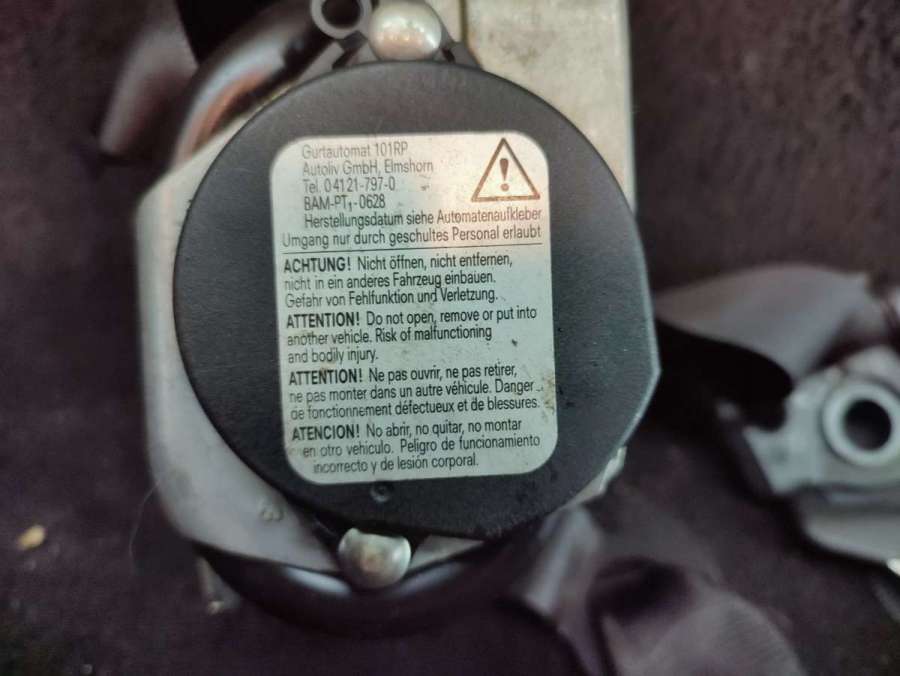 Gurtautomat 101RP
Autoliv GmbH, Elmshorn
Tel. 04121-797-0
BAM-PT₁-0628
Herstellungsdatum siehe Automatenaufkleber
Umgang nur durch geschultes Personal erlaubt
ACHTUNG! Nicht öffnen, nicht entfernen,
nicht in ein anderes Fahrzeug einbauen.
Gefahr von Fehlfunktion und Verletzung.
ATTENTION! Do not open, remove or put into
another vehicle. Risk of malfunctioning
and bodily injury.
ATTENTION! Ne pas ouvrir, ne pas retirer,
ne pas monter dans un autre véhicule. Danger
de fonctionnement défectueux et de blessures.
ATENCION! No abrir, no quitar, no montar
en otro vehiculo. Peligro de funcionamiento
incorrecto y de lesión corporal.